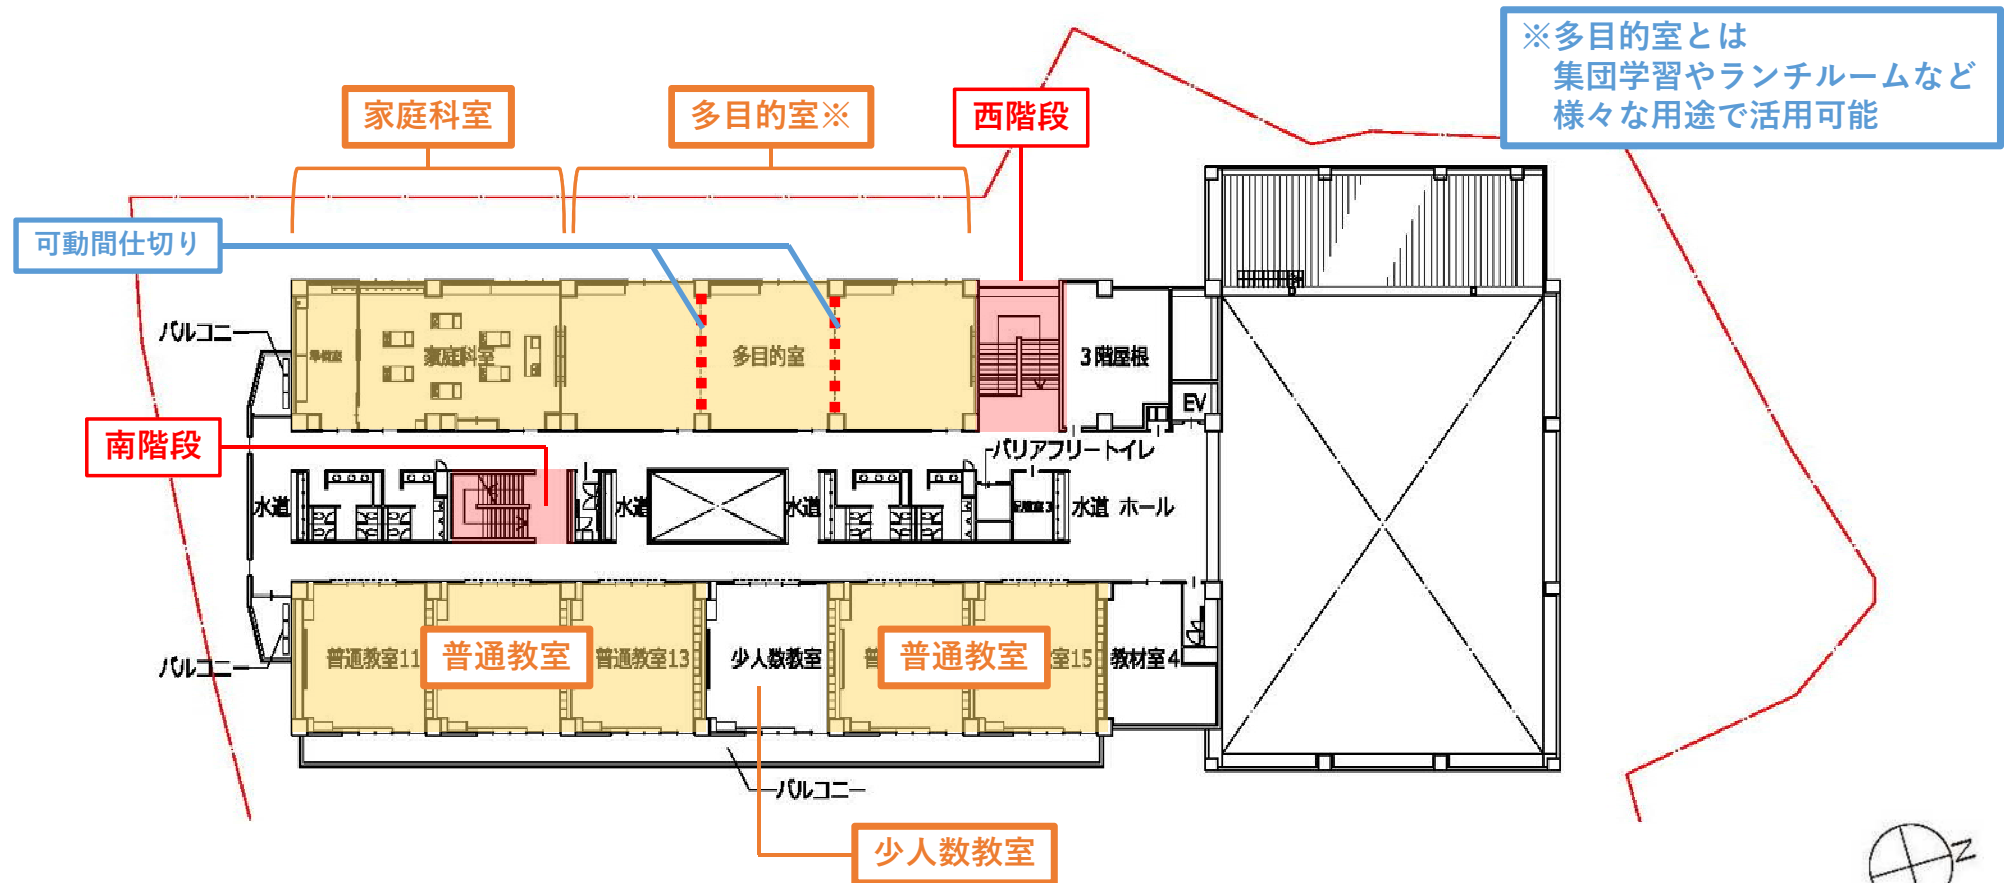 ※多目的室とは
集団学習やランチルームなど
様々な用途で活用可能
家庭科室
多目的室※
西階段
可動間仕切り
バルコニー
準備室
家庭科室
多目的室
3階屋根
EV
南階段
バリアフリートイレ
水道
水道
水道
水道
ホール
普通教室11
普通教室
普通教室13
少人数教室
普通教室
室15
教材室4
バルコニー
バルコニー
少人数教室
N